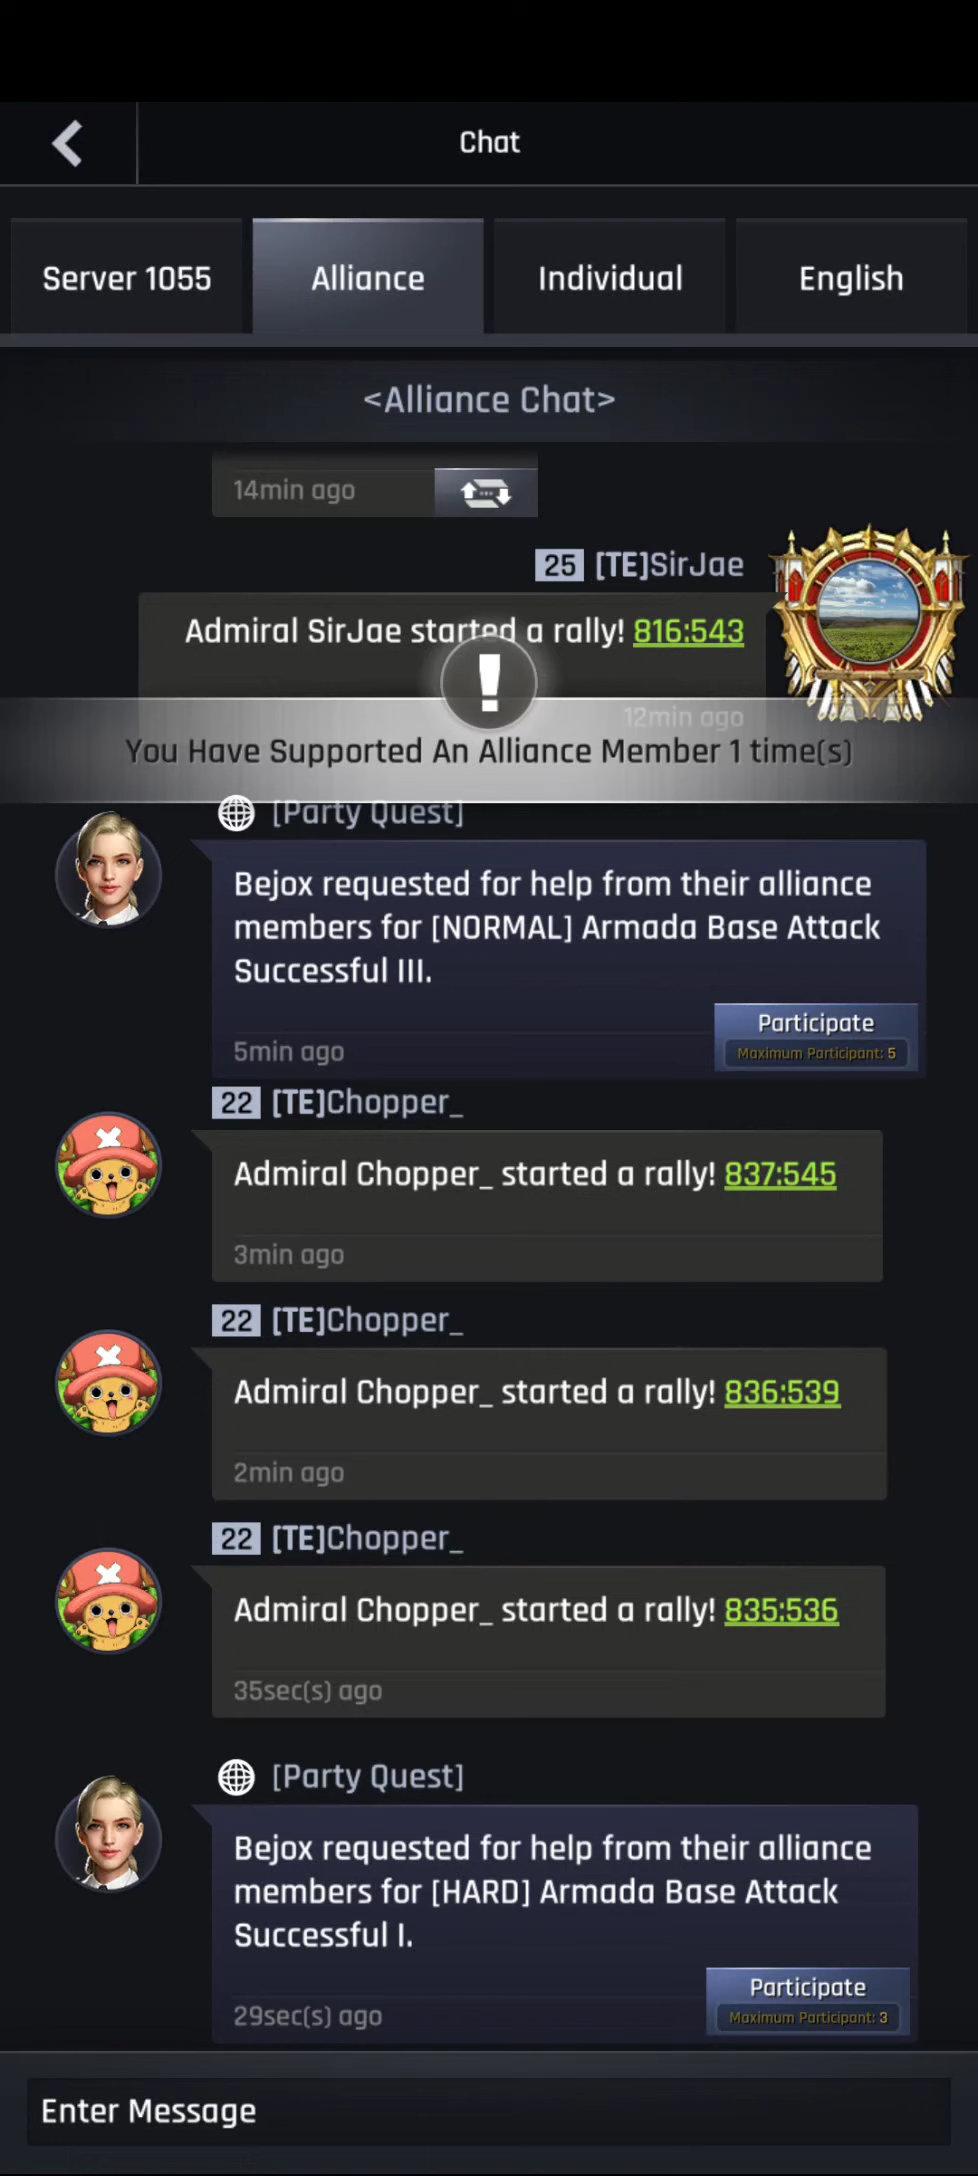 Chat
Server 1055
Alliance
Individual
English
<Alliance Chat>
14min ago
25 [TE]SirJae
Admiral SirJae started a rally! 816:543
12min ago
You Have Supported An Alliance Member 1 time(s)
[Party Quest]
Bejox requested for help from their alliance
members for [NORMAL] Armada Base Attack
Successful III.
Participate
5min ago
Maximum Participant: 5
22 [TE]Chopper_
Admiral Chopper_ started a rally! 837:545
3min ago
22 [TE]Chopper_
Admiral Chopper_ started a rally! 836:539
2min ago
22 [TE]Chopper_
Admiral Chopper_ started a rally! 835:536
35sec(s) ago
[Party Quest]
Bejox requested for help from their alliance
members for [HARD] Armada Base Attack
Successful I.
Participate
29sec(s) ago
Maximum Participant: 3
Enter Message